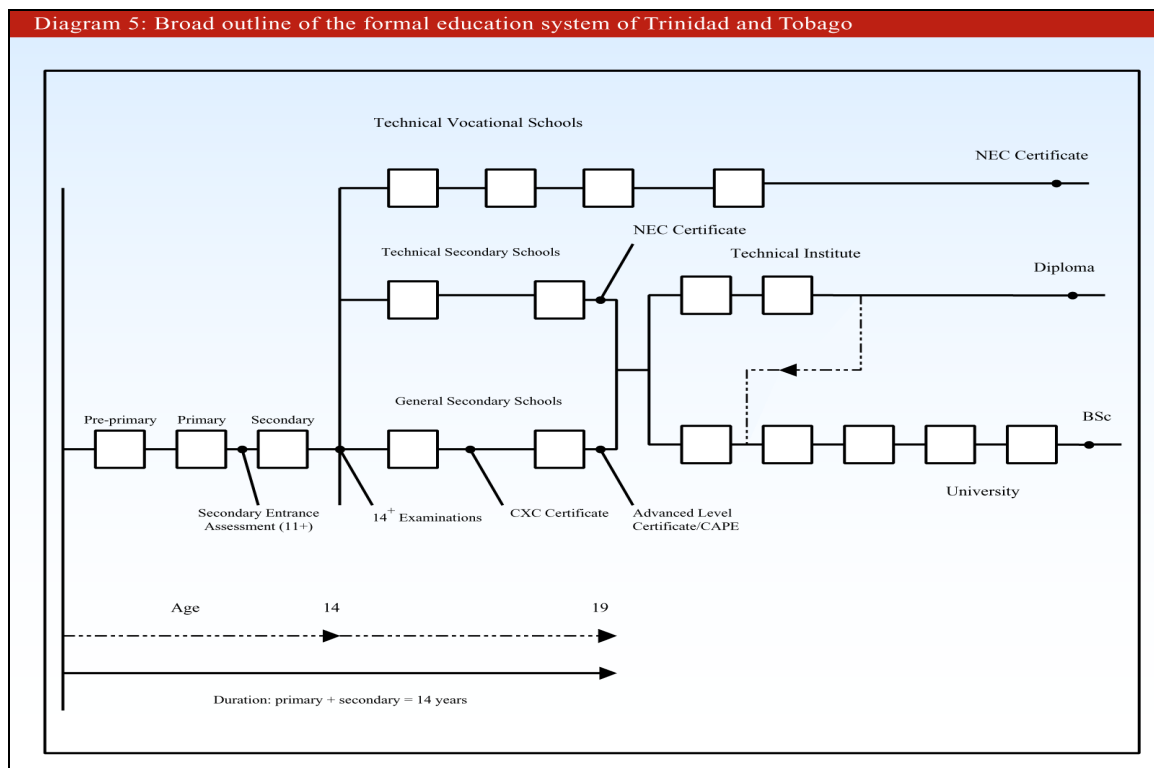 Diagram 5: Broad outline of the formal education system of Trinidad and Tobago
Technical Vocational Schools
NEC Certificate
NEC Certificate
Technical Secondary Schools
Technical Institute
Diploma
General Secondary Schools
Pre-primary
Primary
Secondary
BSc
University
Secondary Entrance
Assessment (11+)
14+ Examinations
CXC Certificate
Advanced Level
Certificate/CAPE
Age
14
19
Duration: primary + secondary = 14 years